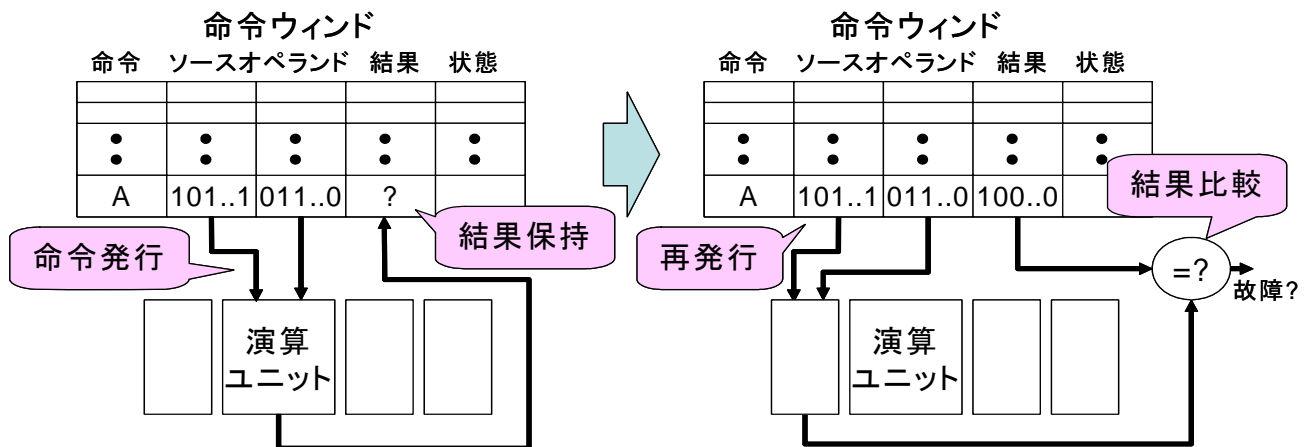 命令ウィンド
命令 ソースオペランド 結果 状態
A 101..1 011..0 ?
結果保持
命令発行
演算
ユニット
命令ウィンド
命令 ソースオペランド 結果 状態
A 101..1 011..0 100..0
結果比較
再発行
=?
故障?
演算
ユニット